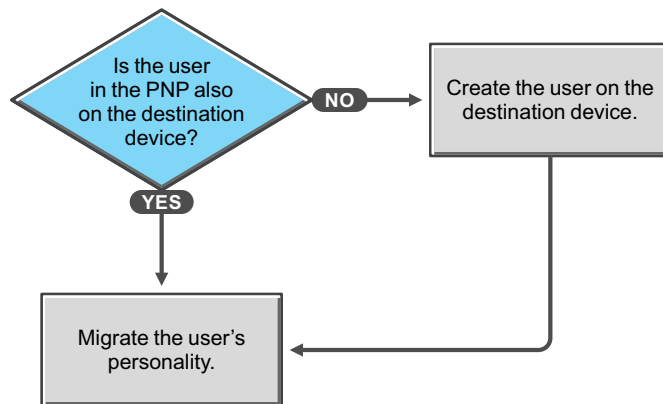 Is the user
in the PNP also
on the destination
device?
NO
Create the user on the
destination device.
YES
Migrate the user’s
personality.